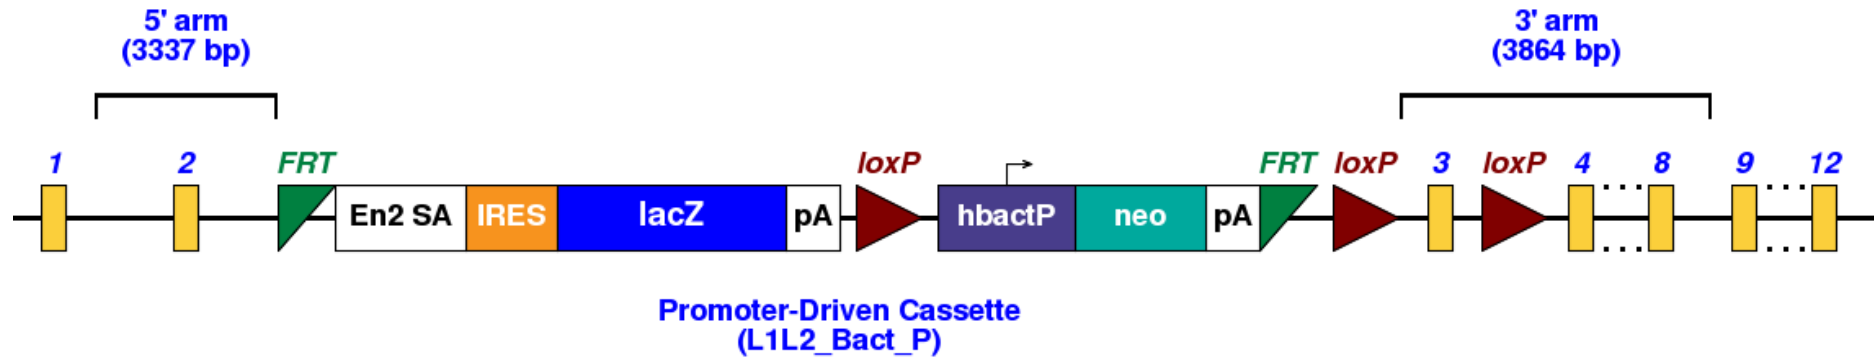 5' arm
(3337 bp)
3' arm
(3864 bp)
1 2 FRT loxP FRT loxP 3 loxP 4 8 9 12
En2 SA IRES lacZ pA hbactP neo pA
Promoter-Driven Cassette
(L1L2_Bact_P)